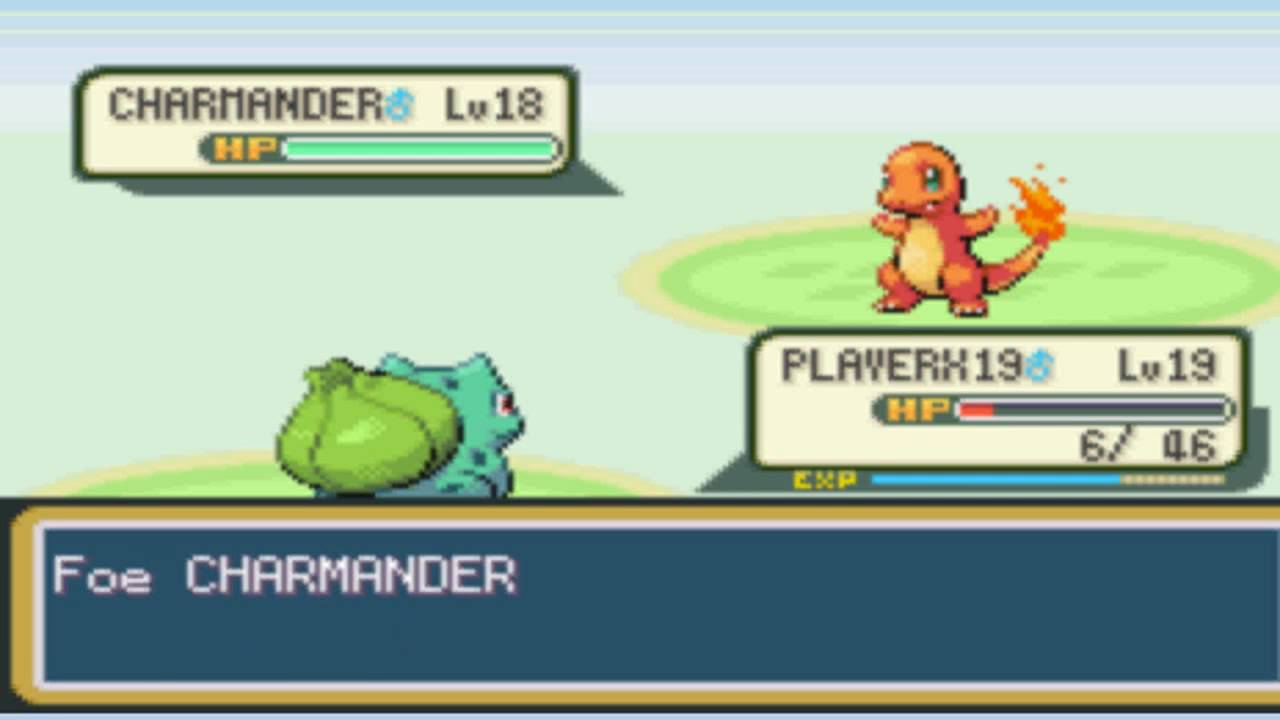 CHARMANDER♂ Lv18
HP
PLAYERX19♂ Lv19
HP
6/ 46
EXP
Foe CHARMANDER